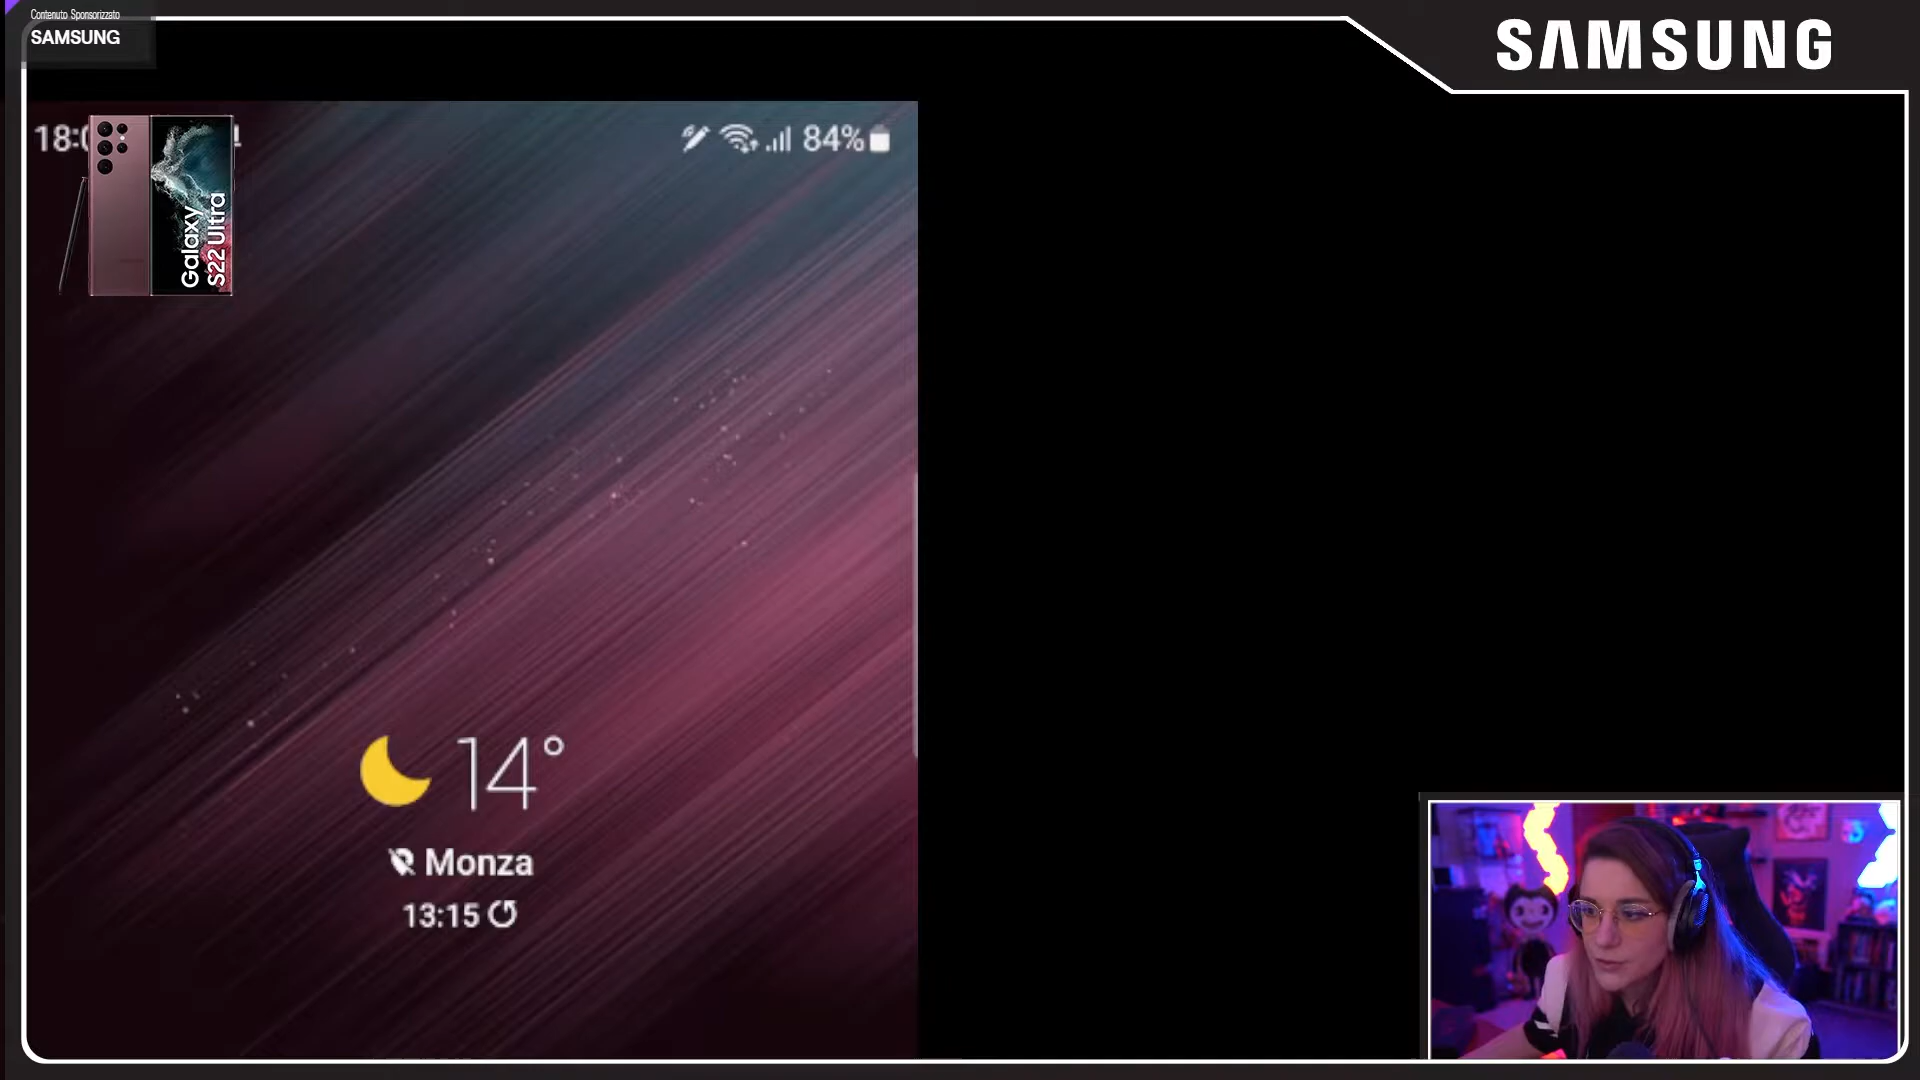 Contenuto Sponsorizzato
SAMSUNG
SAMSUNG
84%
Galaxy
S22 Ultra
14°
Monza
13:15